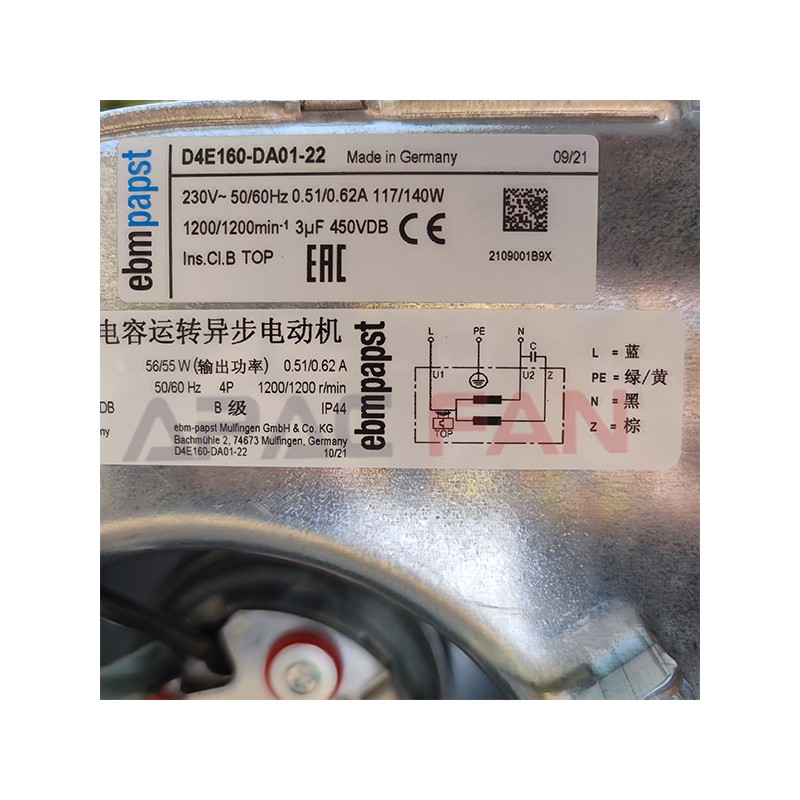 ebmpapst
D4E160-DA01-22 Made in Germany 09/21
230V~ 50/60Hz 0.51/0.62A 117/140W
1200/1200min-¹ 3µF 450VDB CE
Ins.Cl.B TOP EAC
2109001B9X
电容运转异步电动机
56/55 W (输出功率) 0.51/0.62 A
50/60 Hz 4P 1200/1200 r/min
DB B 级 IP44
ny ebm-papst Mulfingen GmbH & Co. KG
Bachmühle 2, 74673 Mulfingen, Germany
D4E160-DA01-22 10/21
ebmpapst
L PE N
C
U1 U2 Z
TOP
L = 蓝
PE = 绿/黄
N = 黑
Z = 棕
APAC FAN